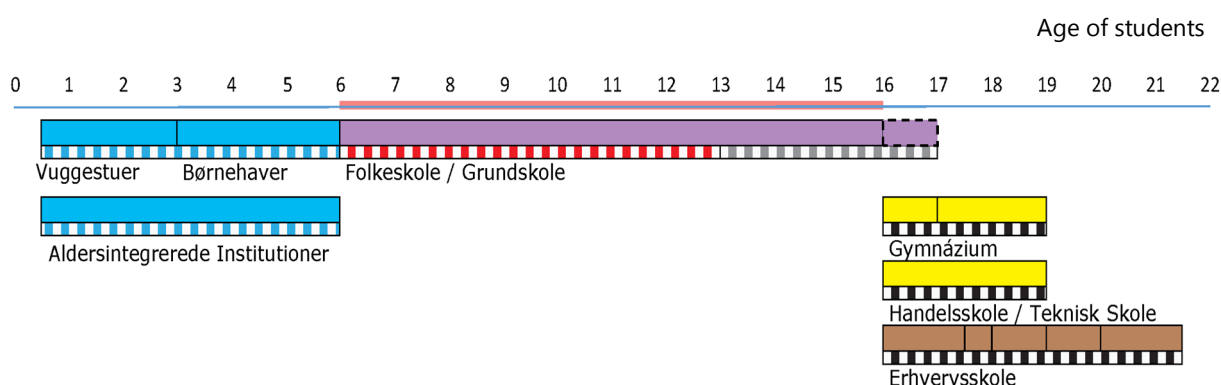 Age of students
0 1 2 3 4 5 6 7 8 9 10 11 12 13 14 15 16 17 18 19 20 21 22
Vuggestuer Børnehaver Folkeskole / Grundskole
Aldersintegrerede Institutioner
Gymnázium
Handelsskole / Teknisk Skole
Erhvervsskole